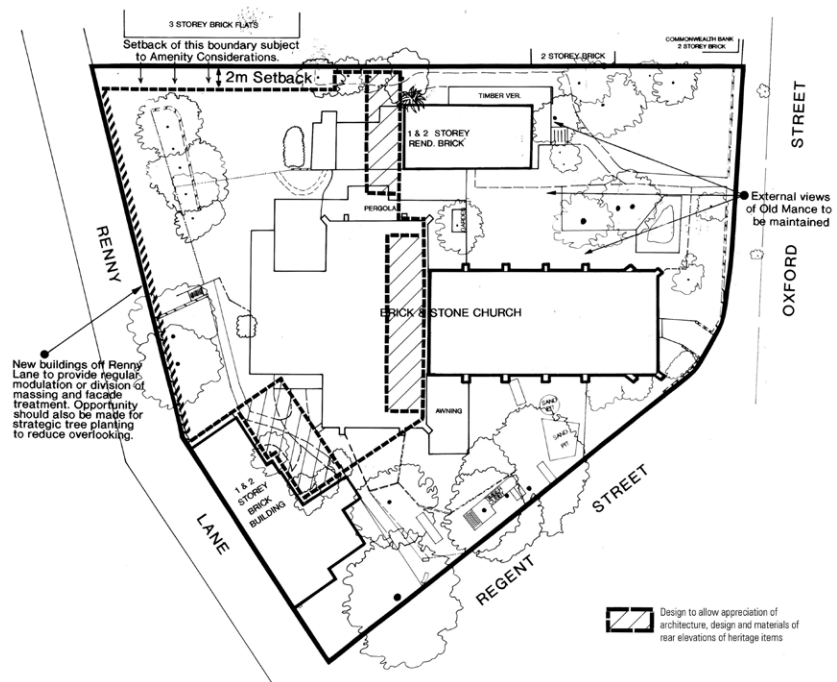 3 STOREY BRICK FLATS
Setback of this boundary subject
to Amenity Considerations.
2m Setback
2 STOREY BRICK
COMMONWEALTH BANK
2 STOREY BRICK
TIMBER VER.
1 & 2 STOREY
REND. BRICK
STREET
OXFORD
External views
of Old Mance to
be maintained
PERGOLA
RENNY
BRICK & STONE CHURCH
New buildings off Renny
Lane to provide regular
modulation or division of
massing and facade
treatment. Opportunity
should also be made for
strategic tree planting
to reduce overlooking.
AWNING
SAND
PIT
SAND
PIT
1 & 2
STOREY
BRICK
BUILDING
LANE
REGENT STREET
Design to allow appreciation of
architecture, design and materials of
rear elevations of heritage items